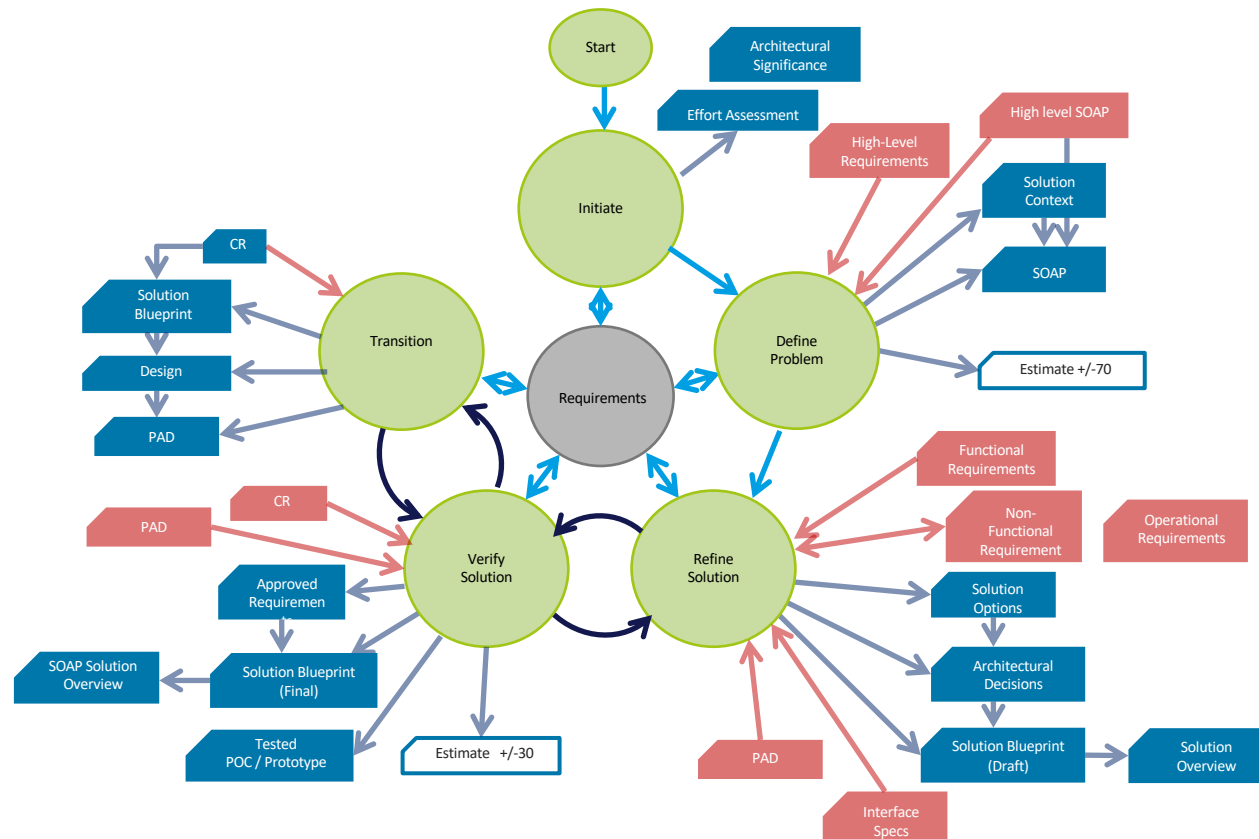 Start
Architectural
Significance
Effort Assessment
High level SOAP
High-Level
Requirements
Solution
Context
Initiate
CR
SOAP
Solution
Blueprint
Transition
Define
Problem
Estimate +/-70
Design
Requirements
PAD
Functional
Requirements
CR
Non-
Functional
Requirement
Operational
Requirements
PAD
Verify
Solution
Refine
Solution
Approved
Requiremen
Solution
Options
SOAP Solution
Overview
Solution Blueprint
(Final)
Architectural
Decisions
Tested
POC / Prototype
Estimate +/-30
PAD
Solution Blueprint
(Draft)
Solution
Overview
Interface
Specs